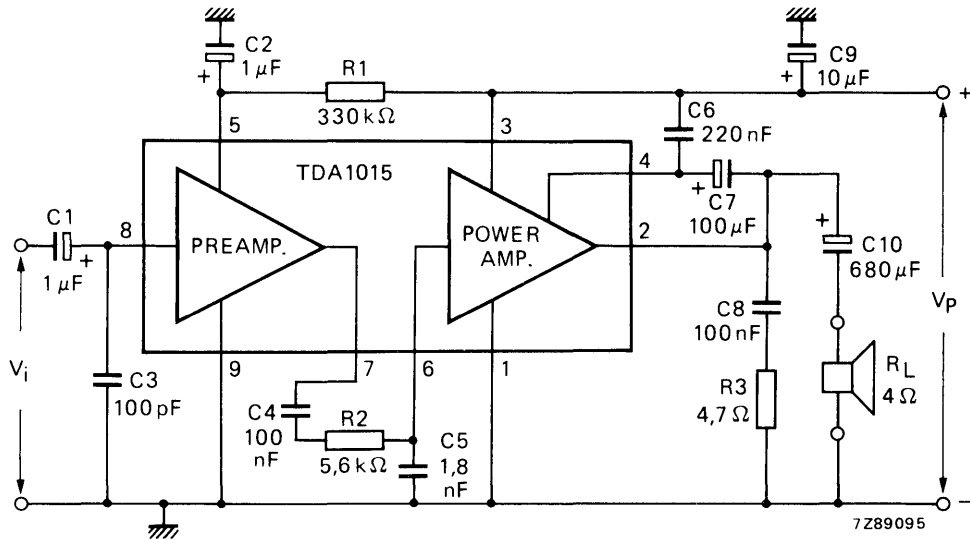 C2
1 μF
+
C9
10 μF
+
R1
330 kΩ
+
5
3
C6
220 nF
TDA1015
4
+
C7
100 μF
C1
8
+
1 μF
PREAMP.
POWER
AMP.
2
+
C10
680 μF
C8
100 nF
VP
Vi
C3
100 pF
9
7
6
1
C4
100
nF
R2
5,6 kΩ
C5
1,8
nF
R3
4,7 Ω
RL
4 Ω
–
7Z89095